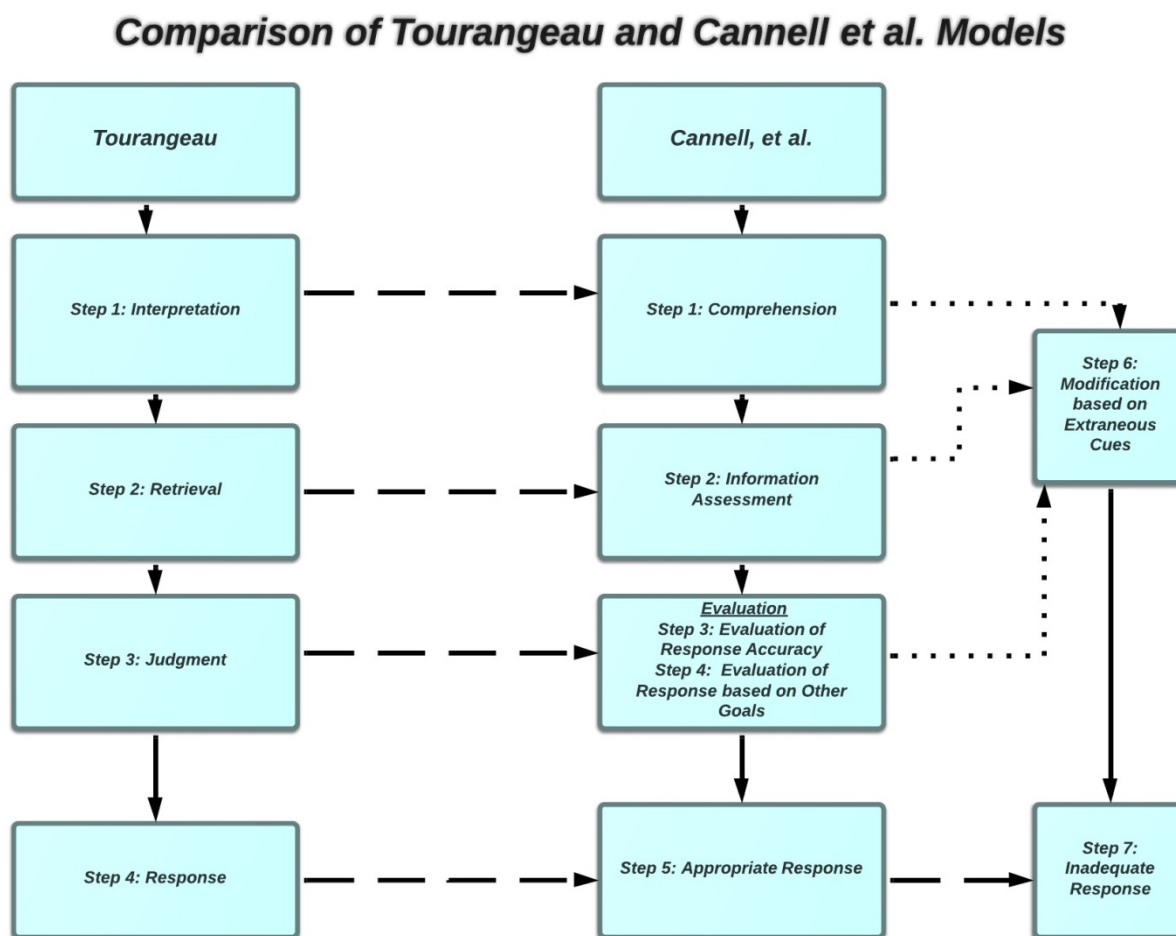 Comparison of Tourangeau and Cannell et al. Models
Tourangeau
Cannell, et al.
Step 1: Interpretation
Step 1: Comprehension
Step 6:
Modification
based on
Extraneous
Cues
Step 2: Retrieval
Step 2: Information
Assessment
Step 3: Judgment
Evaluation
Step 3: Evaluation of
Response Accuracy
Step 4: Evaluation of
Response based on Other
Goals
Step 4: Response
Step 5: Appropriate Response
Step 7:
Inadequate
Response